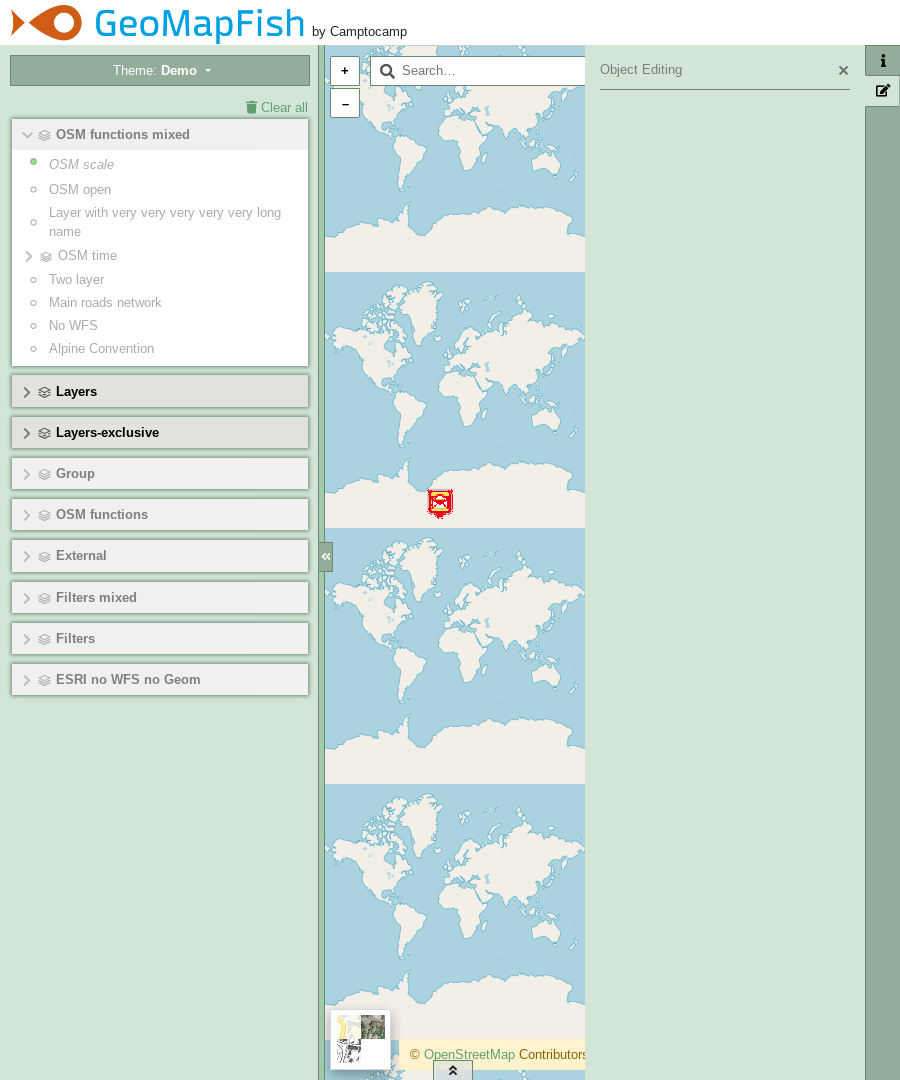 GeoMapFish by Camptocamp
Theme: Demo
Clear all
OSM functions mixed
OSM scale
OSM open
Layer with very very very very very long
name
OSM time
Two layer
Main roads network
No WFS
Alpine Convention
Layers
Layers-exclusive
Group
OSM functions
External
Filters mixed
Filters
ESRI no WFS no Geom
+
–
Search…
© OpenStreetMap Contributors
Object Editing